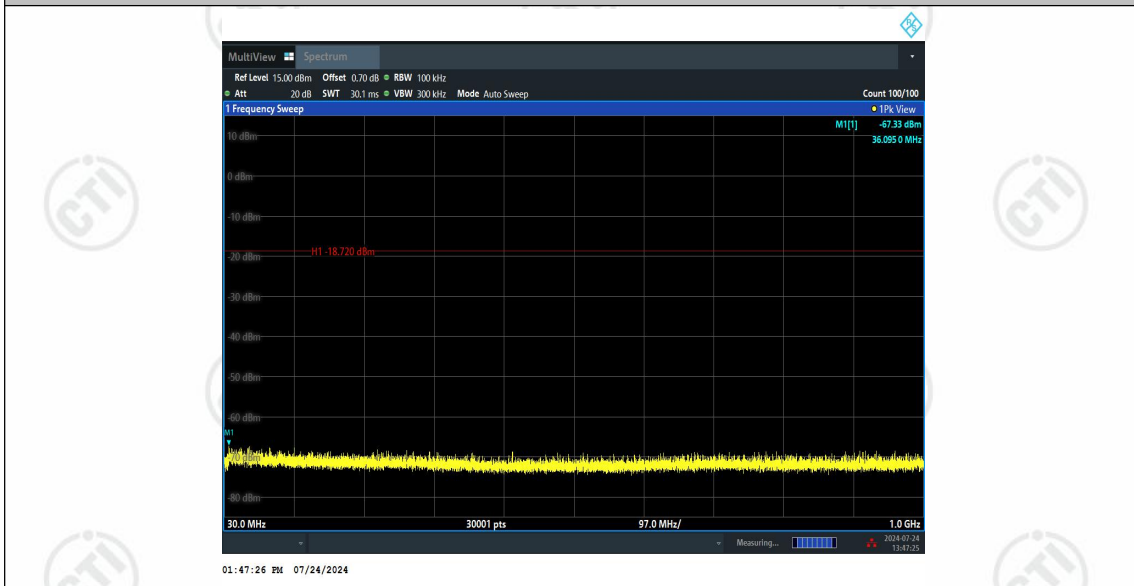 MultiView Spectrum
Ref Level 15.00 dBm Offset 0.70 dB RBW 100 kHz
Att 20 dB SWT 30.1 ms VBW 300 kHz Mode Auto Sweep Count 100/100
1 Frequency Sweep 1Pk View
M1[1] -67.33 dBm
36.095 0 MHz
10 dBm
0 dBm
-10 dBm
H1 -18.720 dBm
-20 dBm
-30 dBm
-40 dBm
-50 dBm
-60 dBm
M1
-70 dBm
-80 dBm
30.0 MHz 30001 pts 97.0 MHz/ 1.0 GHz
Measuring... 2024-07-24
13:47:25
01:47:26 PM 07/24/2024
CTI
CTI